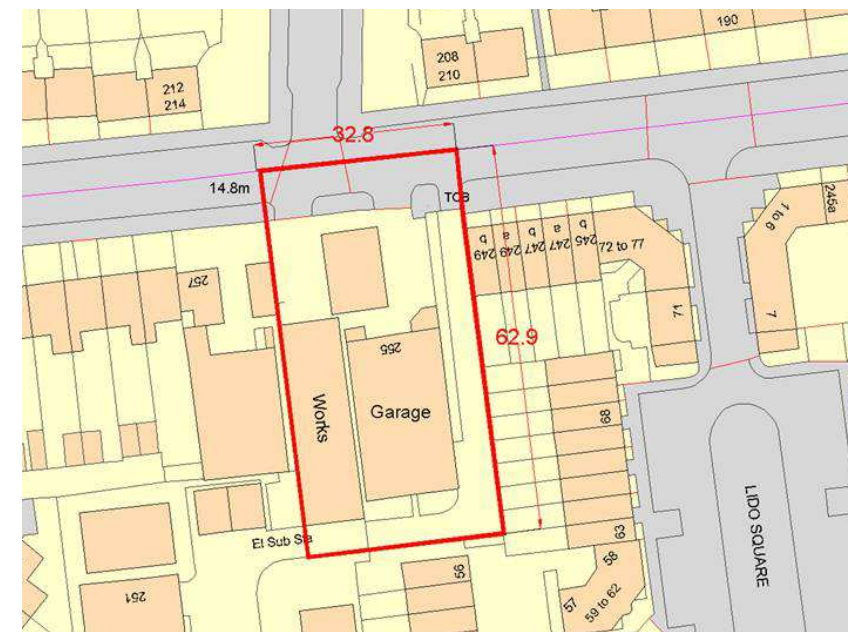 190
208
210
212
214
32.8
14.8m
TCB
245a
1 to 6
249 b
249 a
247 b
247 a
245 b
72 to 77
257
71
7
62.9
255
Works
Garage
68
El Sub Sta
63
LIDO SQUARE
58
56
57
59 to 62
251